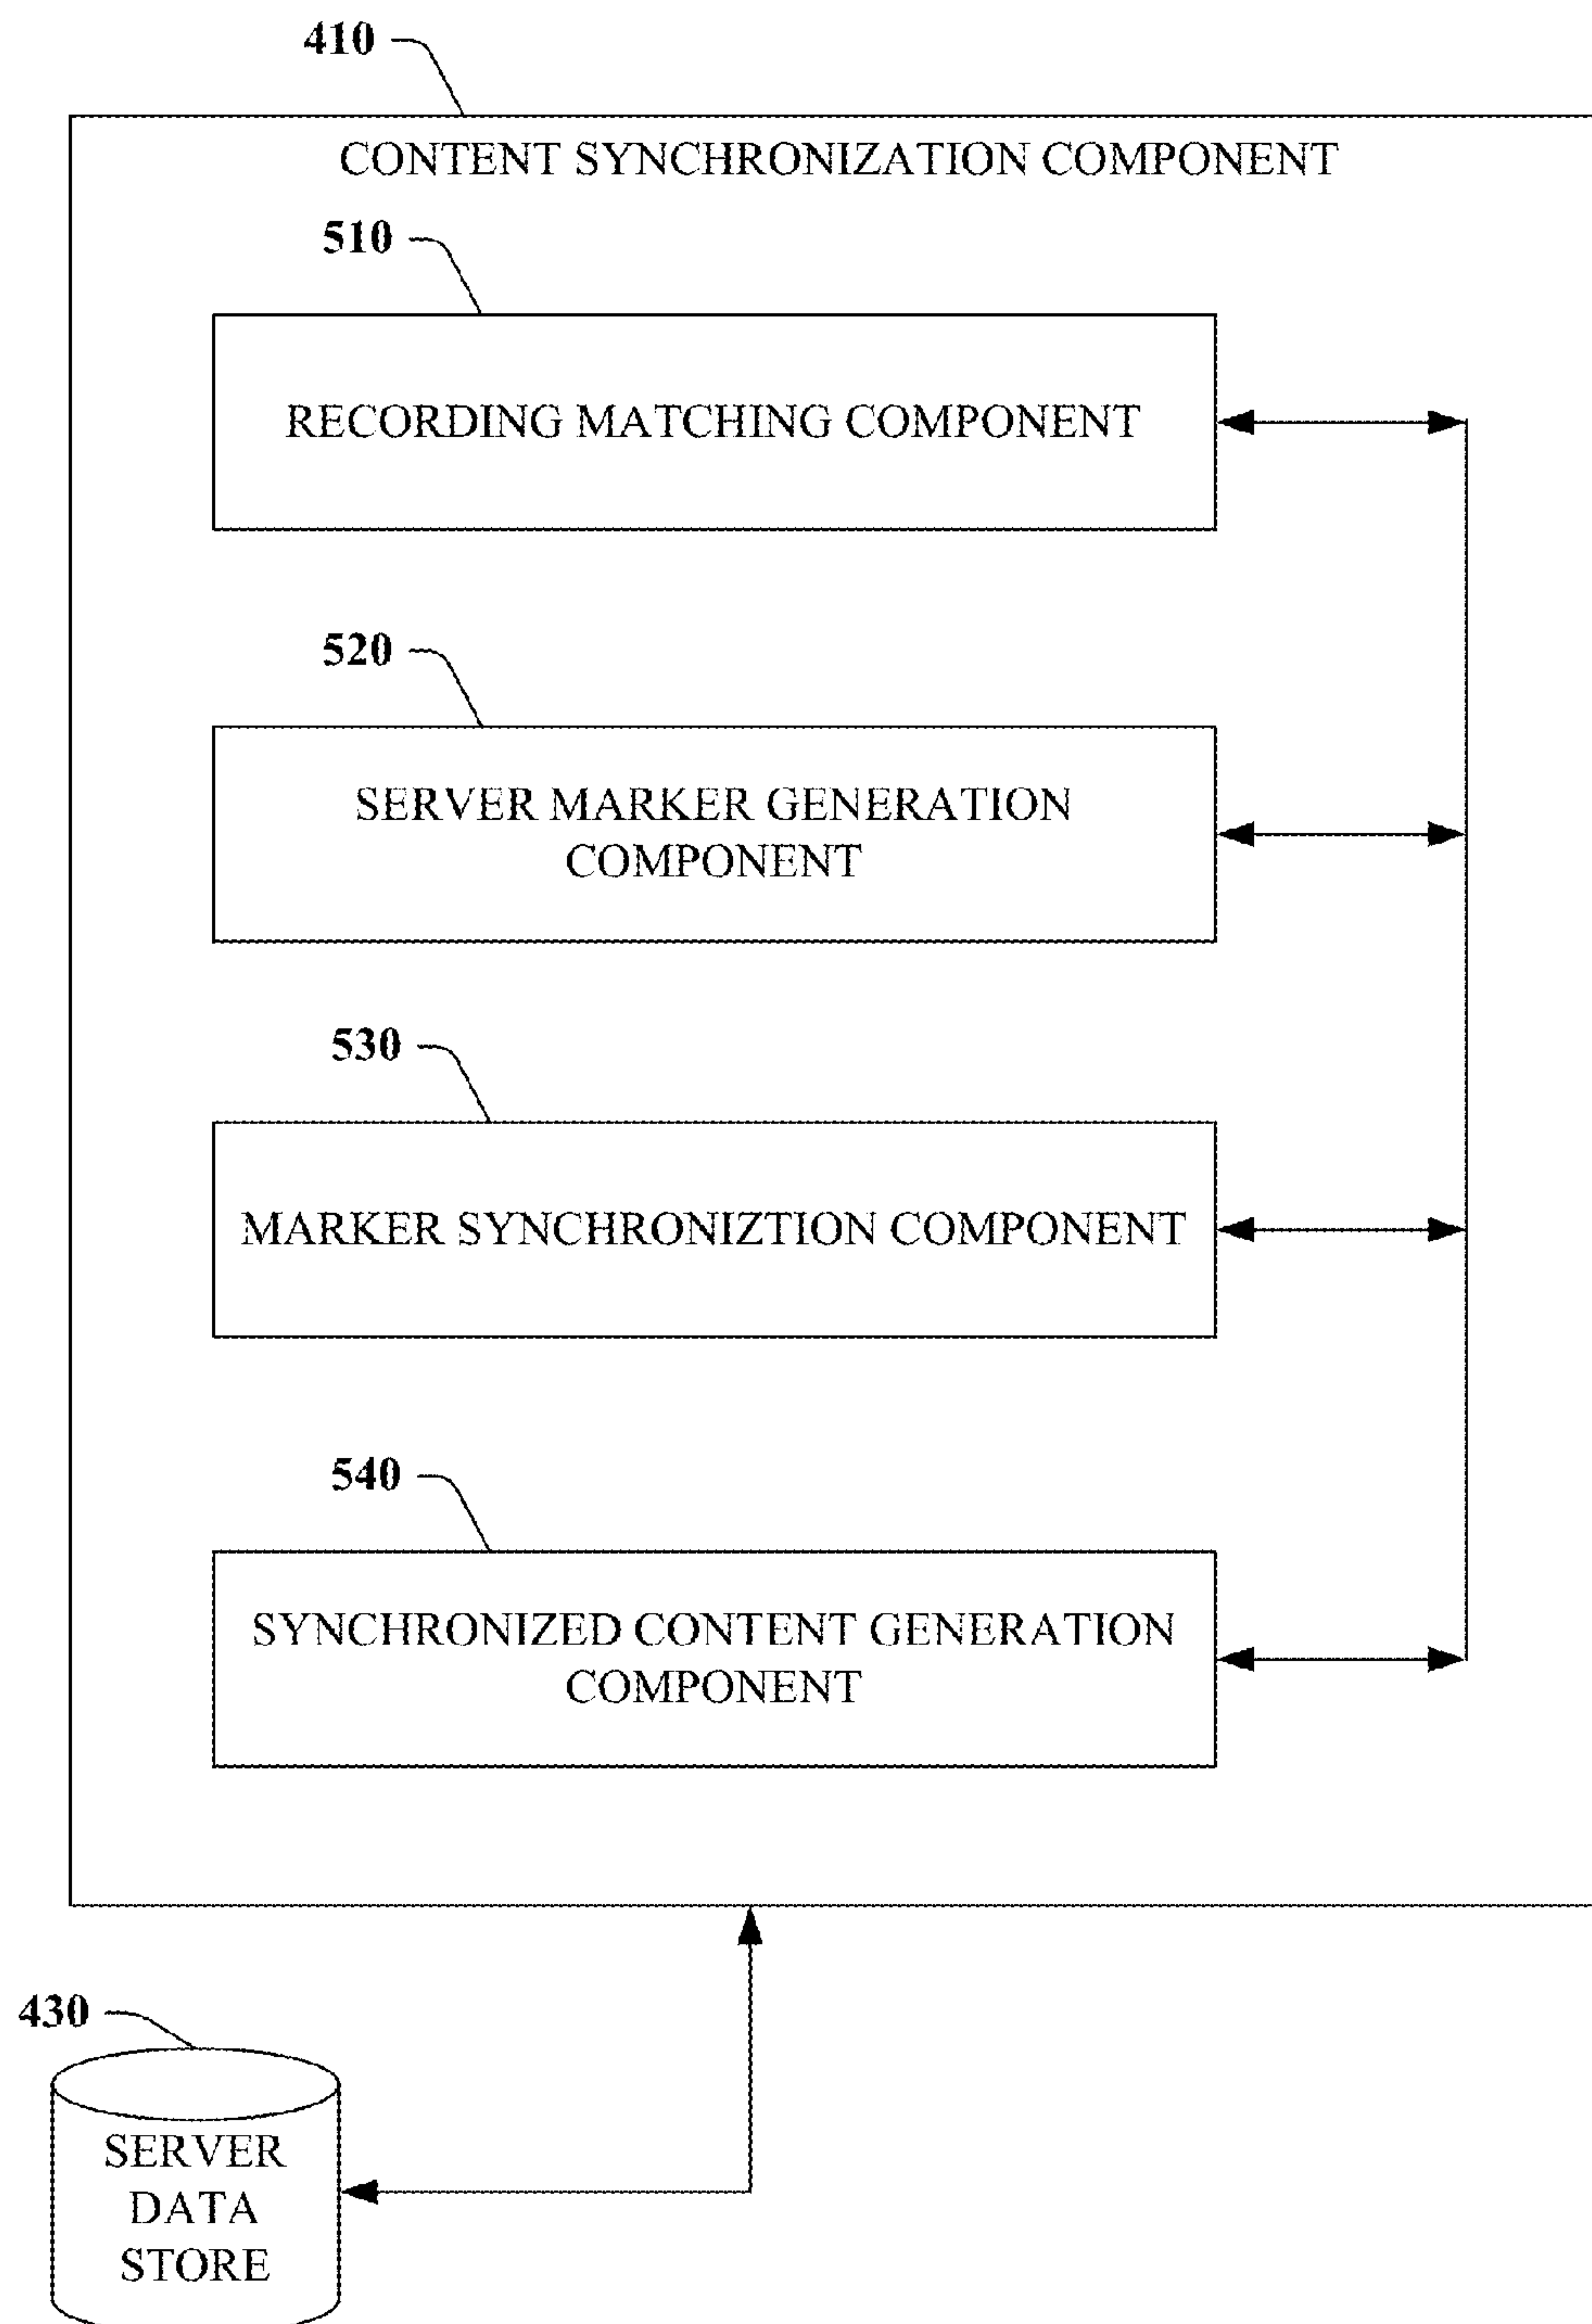 410
CONTENT SYNCHRONIZATION COMPONENT
510
RECORDING MATCHING COMPONENT
520
SERVER MARKER GENERATION
COMPONENT
530
MARKER SYNCHRONIZTION COMPONENT
540
SYNCHRONIZED CONTENT GENERATION
COMPONENT
430
SERVER
DATA
STORE